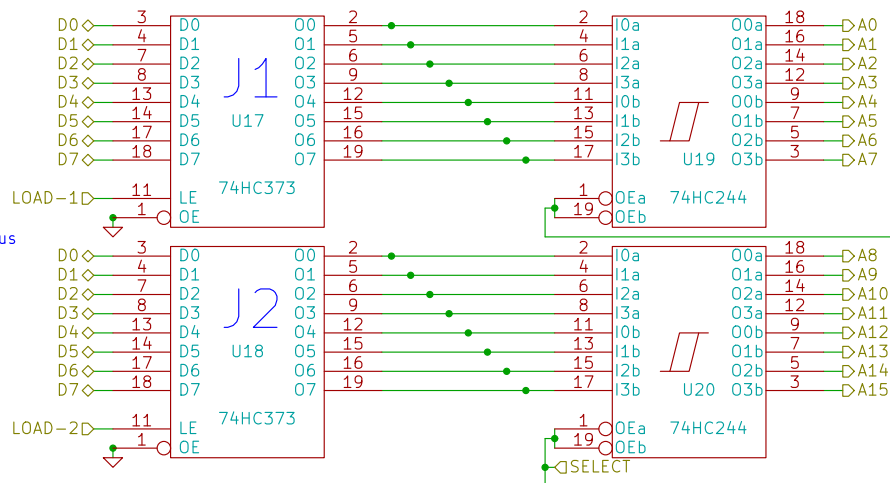 D0 3 D0 O0 2 2 I0a O0a 18 A0
D1 4 D1 O1 5 4 I1a O1a 16 A1
D2 7 D2 J1 O2 6 6 I2a O2a 14 A2
D3 8 D3 O3 9 8 I3a O3a 12 A3
D4 13 D4 O4 12 11 I0b O0b 9 A4
D5 14 D5 U17 O5 15 13 I1b O1b 7 A5
D6 17 D6 O6 16 15 I2b O2b 5 A6
D7 18 D7 O7 19 17 I3b U19 O3b 3 A7
LOAD-1 11 LE 74HC373 1 OEa 74HC244
1 OE 19 OEb
us
D0 3 D0 O0 2 2 I0a O0a 18 A8
D1 4 D1 O1 5 4 I1a O1a 16 A9
D2 7 D2 J2 O2 6 6 I2a O2a 14 A10
D3 8 D3 O3 9 8 I3a O3a 12 A11
D4 13 D4 O4 12 11 I0b O0b 9 A12
D5 14 D5 U18 O5 15 13 I1b O1b 7 A13
D6 17 D6 O6 16 15 I2b O2b 5 A14
D7 18 D7 O7 19 17 I3b U20 O3b 3 A15
LOAD-2 11 LE 74HC373 1 OEa 74HC244
1 OE 19 OEb
SELECT